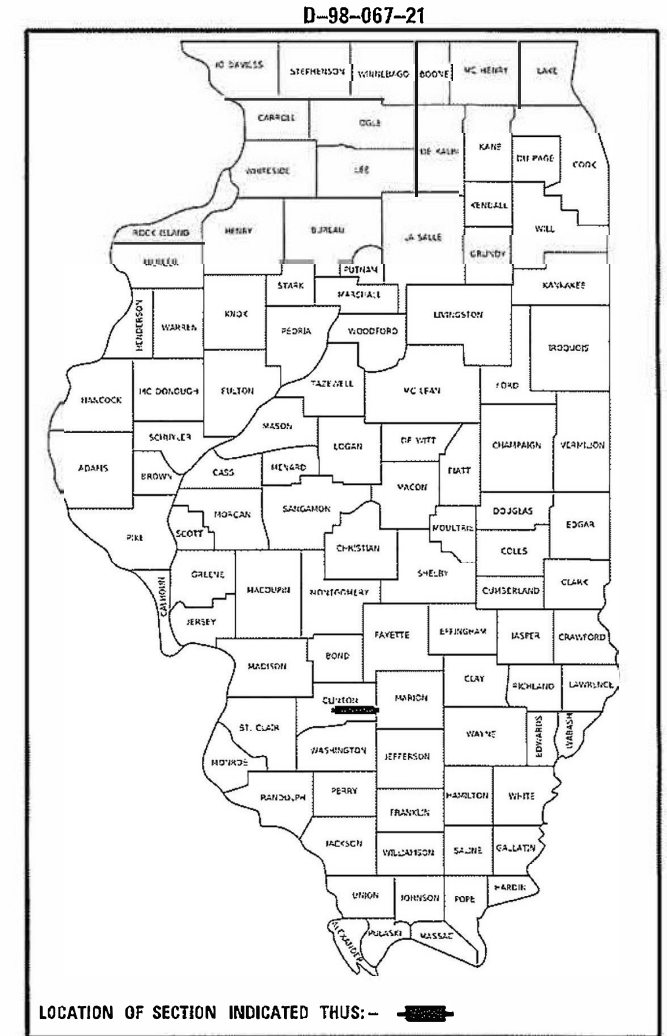 D-98-067-21
JO DAVIESS STEPHENSON WINNEBAGO BOONE MC HENRY LAKE
CARROLL OGLE
DE KALB KANE DU PAGE COOK
WHITESIDE LEE
KENDALL
ROCK ISLAND HENRY BUREAU LA SALLE WILL
GRUNDY
PUTNAM
STARK MARSHALL KANKAKEE
HENDERSON WARREN KNOX PEORIA WOODFORD LIVINGSTON
IROQUOIS
HANCOCK MC DONOUGH FULTON TAZEWELL MC LEAN FORD
MASON
SCHUYLER LOGAN DE WITT CHAMPAIGN VERMILION
ADAMS BROWN CASS MENARD PIATT
MACON
PIKE SCOTT MORGAN SANGAMON MOULTRIE DOUGLAS EDGAR
CHRISTIAN COLES
SHELBY
CALHOUN GREENE MACOUPIN MONTGOMERY CUMBERLAND CLARK
JERSEY
FAYETTE EFFINGHAM JASPER CRAWFORD
MADISON BOND
CLAY RICHLAND LAWRENCE
CLINTON MARION
ST. CLAIR WAYNE EDWARDS WABASH
WASHINGTON JEFFERSON
MONROE
RANDOLPH PERRY HAMILTON WHITE
FRANKLIN
JACKSON WILLIAMSON SALINE GALLATIN
UNION JOHNSON POPE HARDIN
ALEXANDER PULASKI MASSAC
LOCATION OF SECTION INDICATED THUS:-